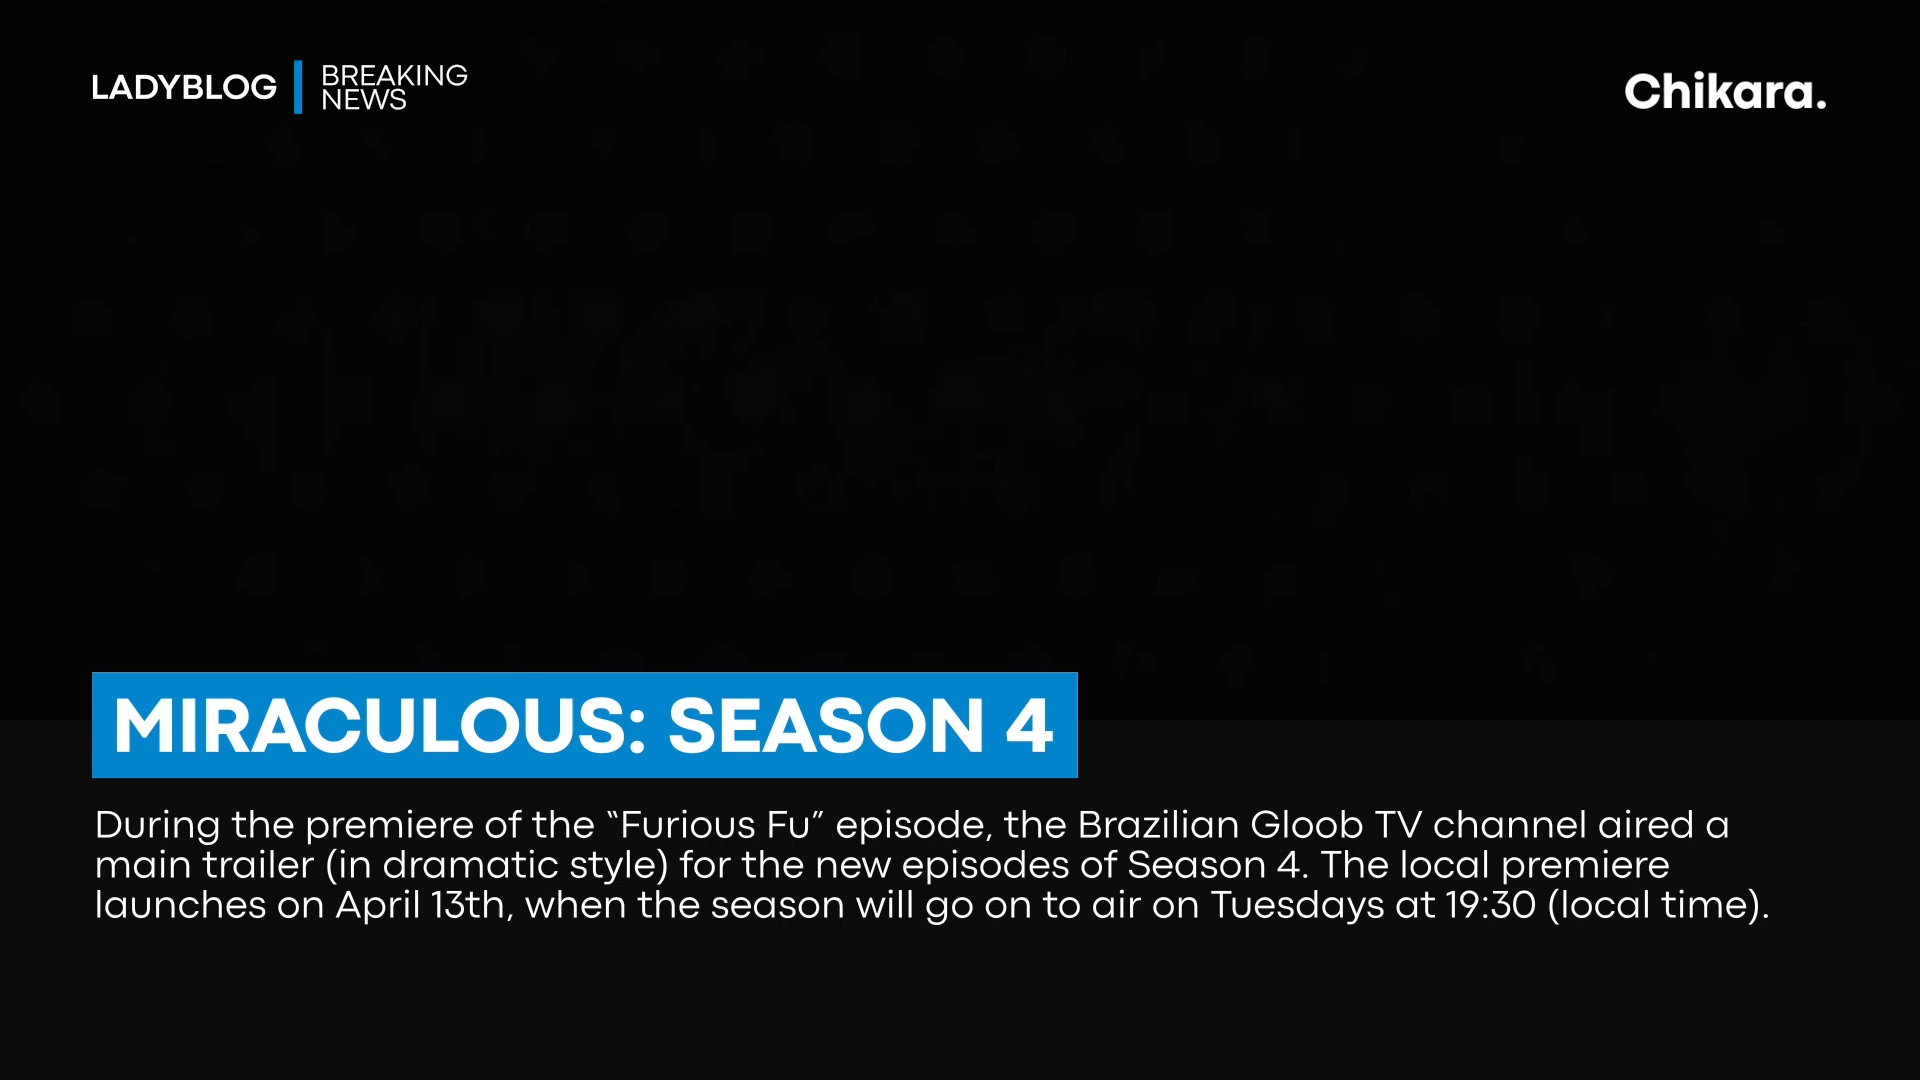 LADYBLOG
BREAKING
NEWS
Chikara.
MIRACULOUS: SEASON 4
During the premiere of the “Furious Fu” episode, the Brazilian Gloob TV channel aired a
main trailer (in dramatic style) for the new episodes of Season 4. The local premiere
launches on April 13th, when the season will go on to air on Tuesdays at 19:30 (local time).